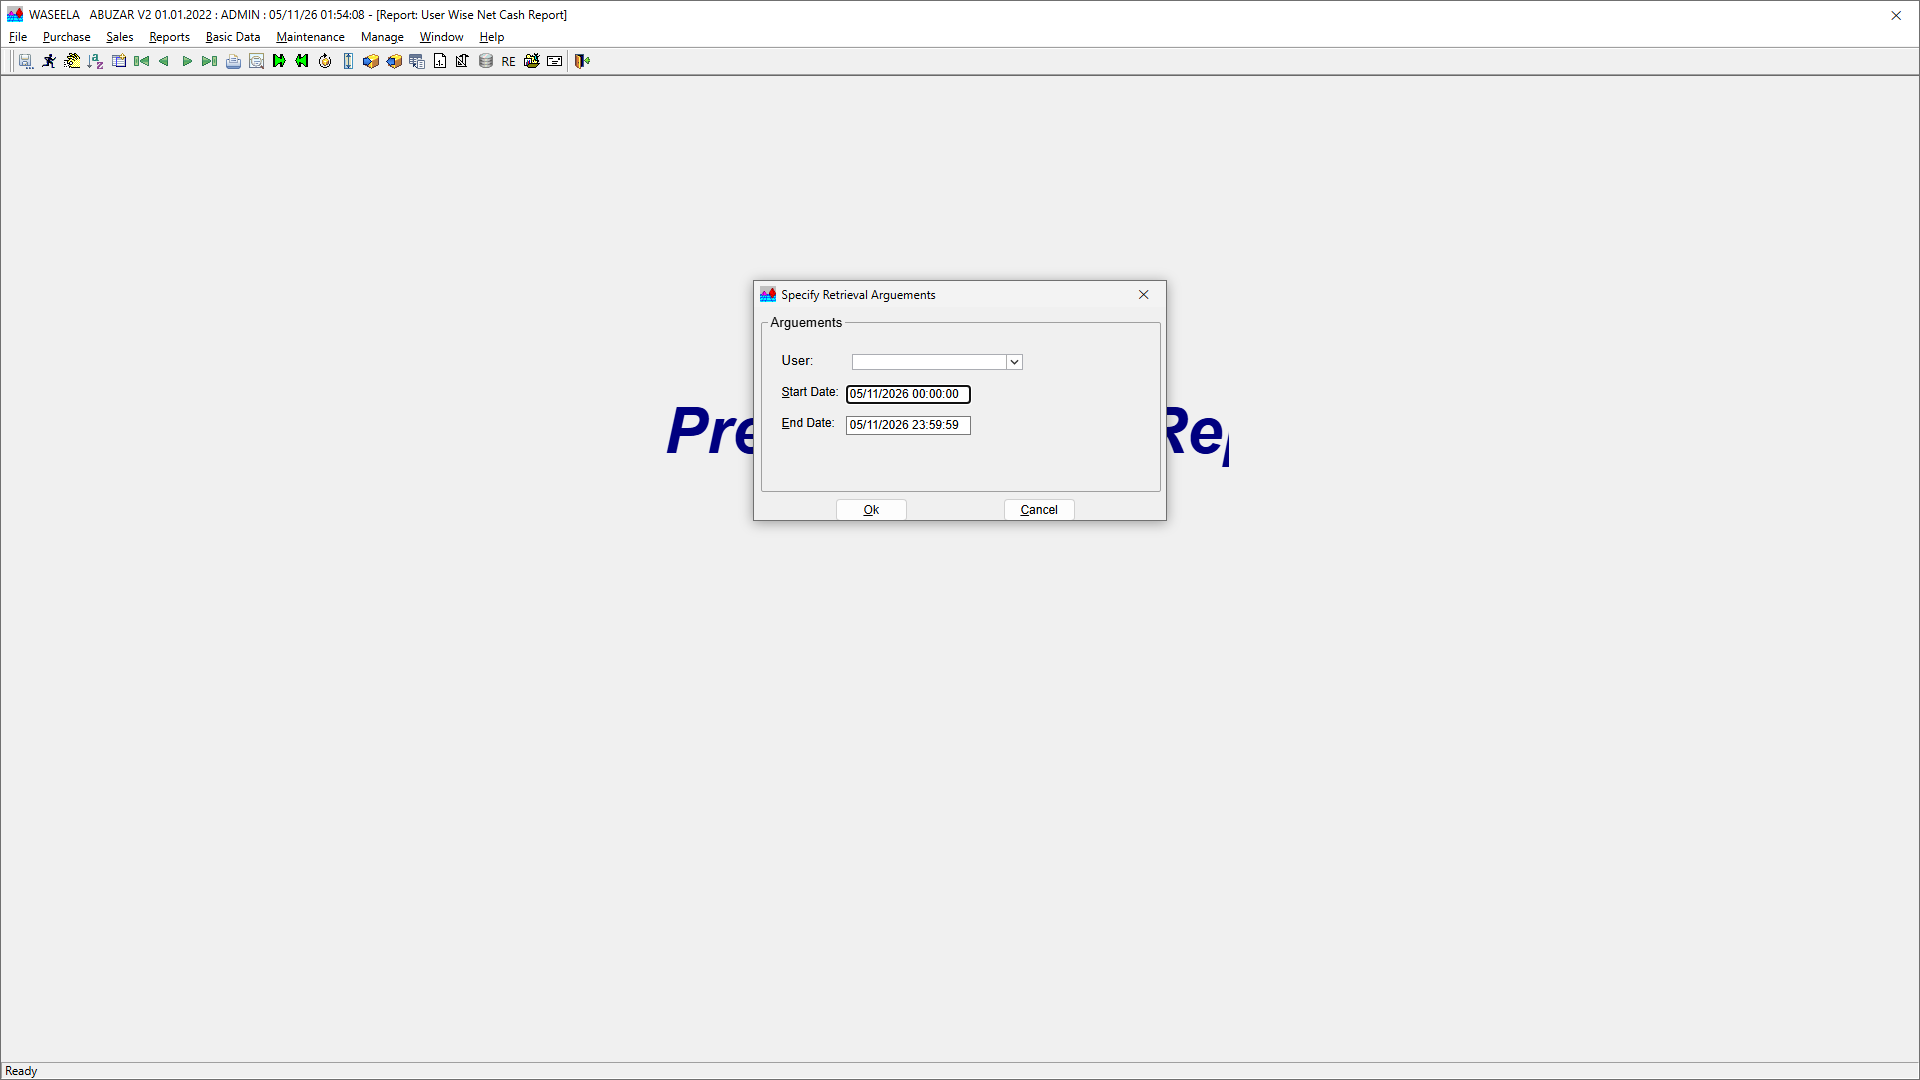 WASEELA   ABUZAR V2 01.01.2022 : ADMIN : 05/11/26 01:54:08 - [Report: User Wise Net Cash Report]
File Purchase Sales Reports Basic Data Maintenance Manage Window Help
RE
Specify Retrieval Arguements
Arguements
User:
Start Date: 05/11/2026 00:00:00
End Date: 05/11/2026 23:59:59
Ok Cancel
Ready